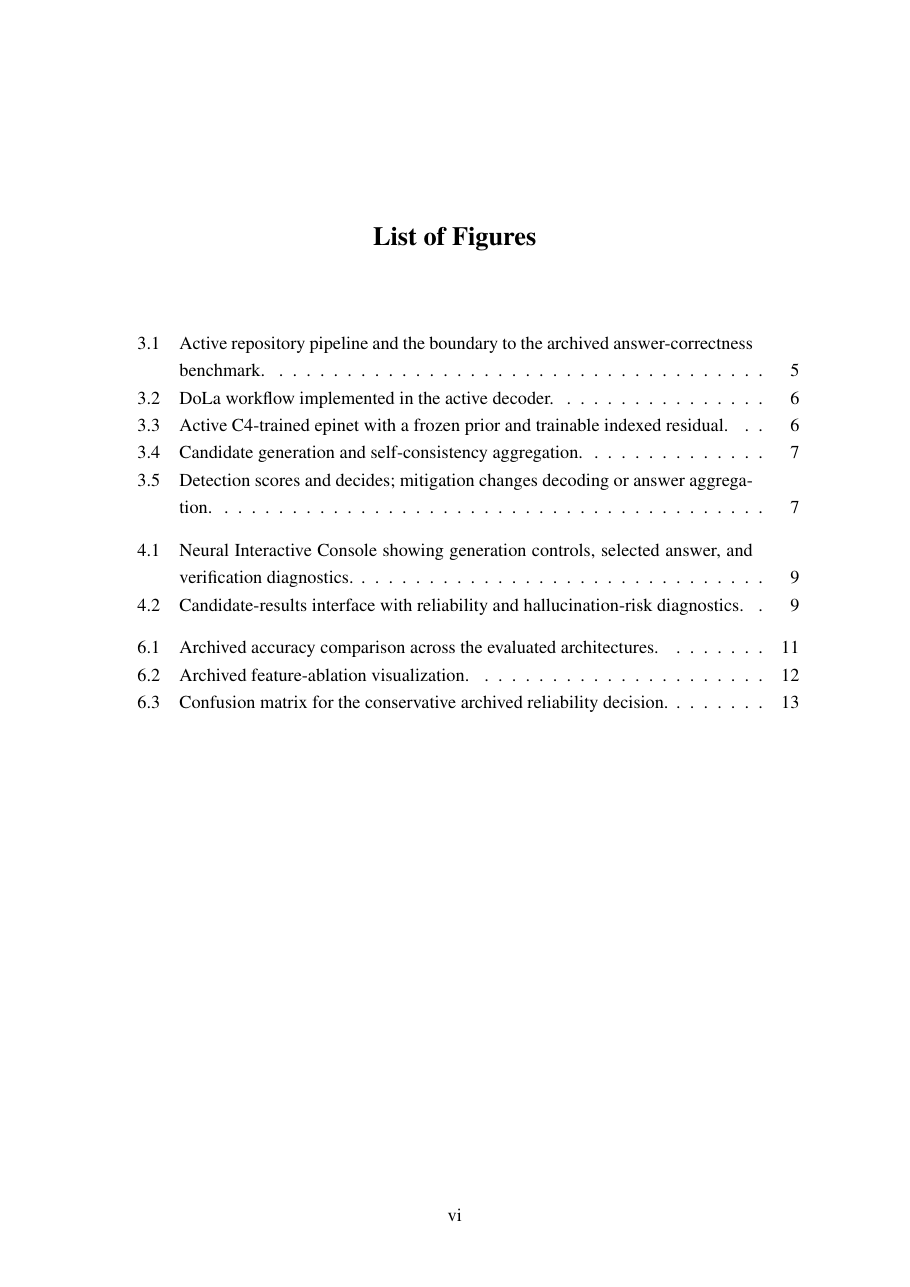 List of Figures
3.1 Active repository pipeline and the boundary to the archived answer-correctness
benchmark. . . . . . . . . . . . . . . . . . . . . . . . . . . . . . . . . . . . . . 5
3.2 DoLa workflow implemented in the active decoder. . . . . . . . . . . . . . . . 6
3.3 Active C4-trained epinet with a frozen prior and trainable indexed residual. . . 6
3.4 Candidate generation and self-consistency aggregation. . . . . . . . . . . . . . 7
3.5 Detection scores and decides; mitigation changes decoding or answer aggrega-
tion. . . . . . . . . . . . . . . . . . . . . . . . . . . . . . . . . . . . . . . . . 7
4.1 Neural Interactive Console showing generation controls, selected answer, and
verification diagnostics. . . . . . . . . . . . . . . . . . . . . . . . . . . . . . . 9
4.2 Candidate-results interface with reliability and hallucination-risk diagnostics. . 9
6.1 Archived accuracy comparison across the evaluated architectures. . . . . . . . 11
6.2 Archived feature-ablation visualization. . . . . . . . . . . . . . . . . . . . . . 12
6.3 Confusion matrix for the conservative archived reliability decision. . . . . . . . 13
vi